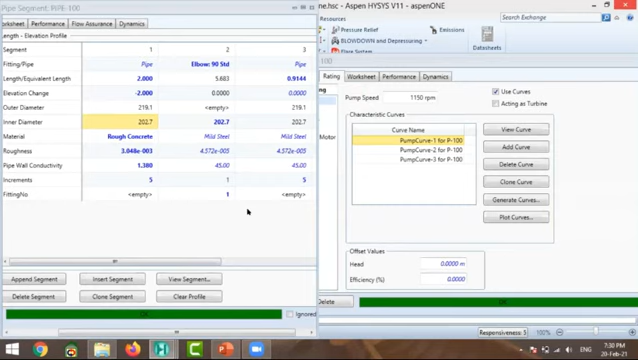 Pipe Segment: PIPE-100
ne.hsc - Aspen HYSYS V11 - aspenONE
Resources
Search Exchange
Pressure Relief
Emissions
BLOWDOWN and Depressuring
Flare System
Datasheets
Worksheet Performance Flow Assurance Dynamics
Length - Elevation Profile
Segment 1 2 3
Fitting/Pipe Pipe Elbow: 90 Std Pipe
Length/Equivalent Length 2.000 5.683 0.9144
Elevation Change -2.000 0.0000 0.0000
Outer Diameter 219.1 <empty> 219.1
Inner Diameter 202.7 202.7 202.7
Material Rough Concrete Mild Steel Mild Steel
Roughness 3.048e-003 4.572e-005 4.572e-005
Pipe Wall Conductivity 1.380 45.00 45.00
Increments 5 1 5
FittingNo <empty> 1 <empty>
Append Segment Insert Segment View Segment...
Delete Segment Clone Segment Clear Profile
OK
Ignored
100
Rating Worksheet Performance Dynamics
Pump Speed 1150 rpm
Use Curves
Acting as Turbine
Motor
Characteristic Curves
Curve Name
PumpCurve-1 for P-100
PumpCurve-2 for P-100
PumpCurve-3 for P-100
View Curve
Add Curve
Delete Curve
Clone Curve
Generate Curves...
Plot Curves...
Offset Values
Head 0.0000 m
Efficiency (%) 0.0000
Delete
OK
Responsiveness: 5 100%
7:30 PM
20-Feb-21